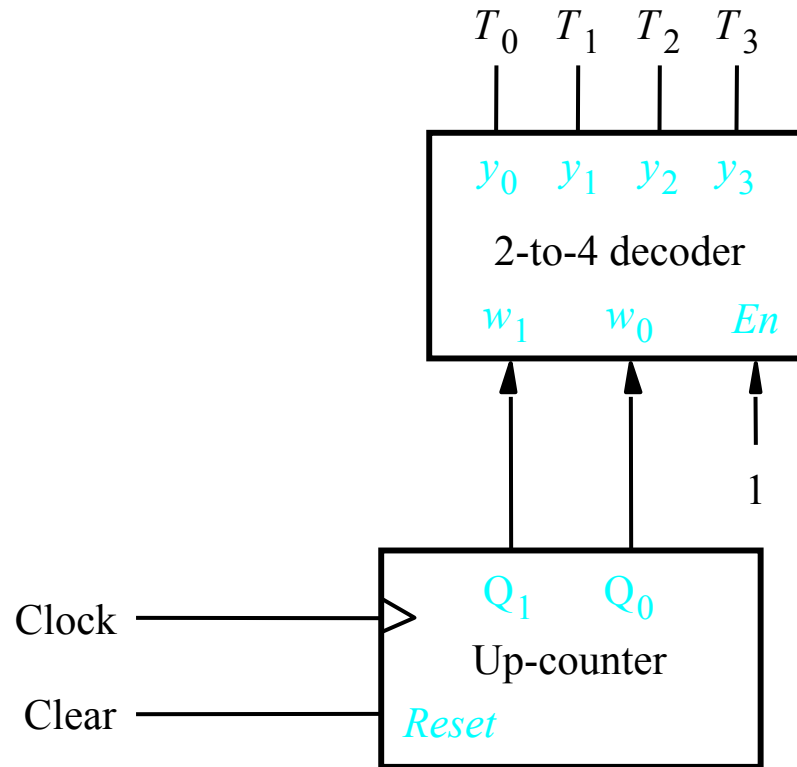 T0 T1 T2 T3
y0 y1 y2 y3
2-to-4 decoder
w1 w0 En
1
Q1 Q0
Clock
Up-counter
Clear
Reset